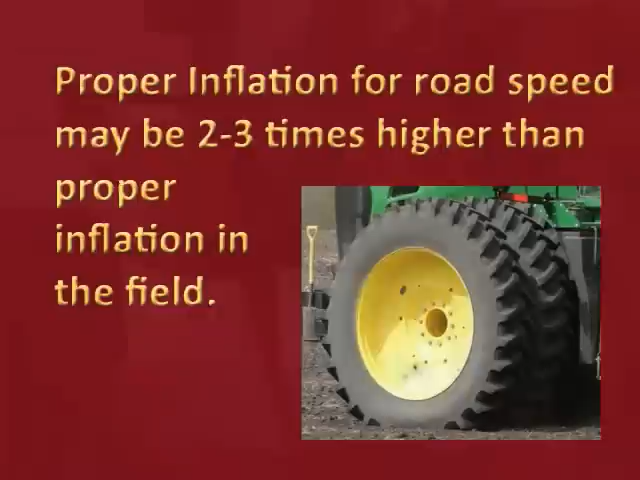 Proper Inflation for road speed
may be 2-3 times higher than
proper
inflation in
the field.